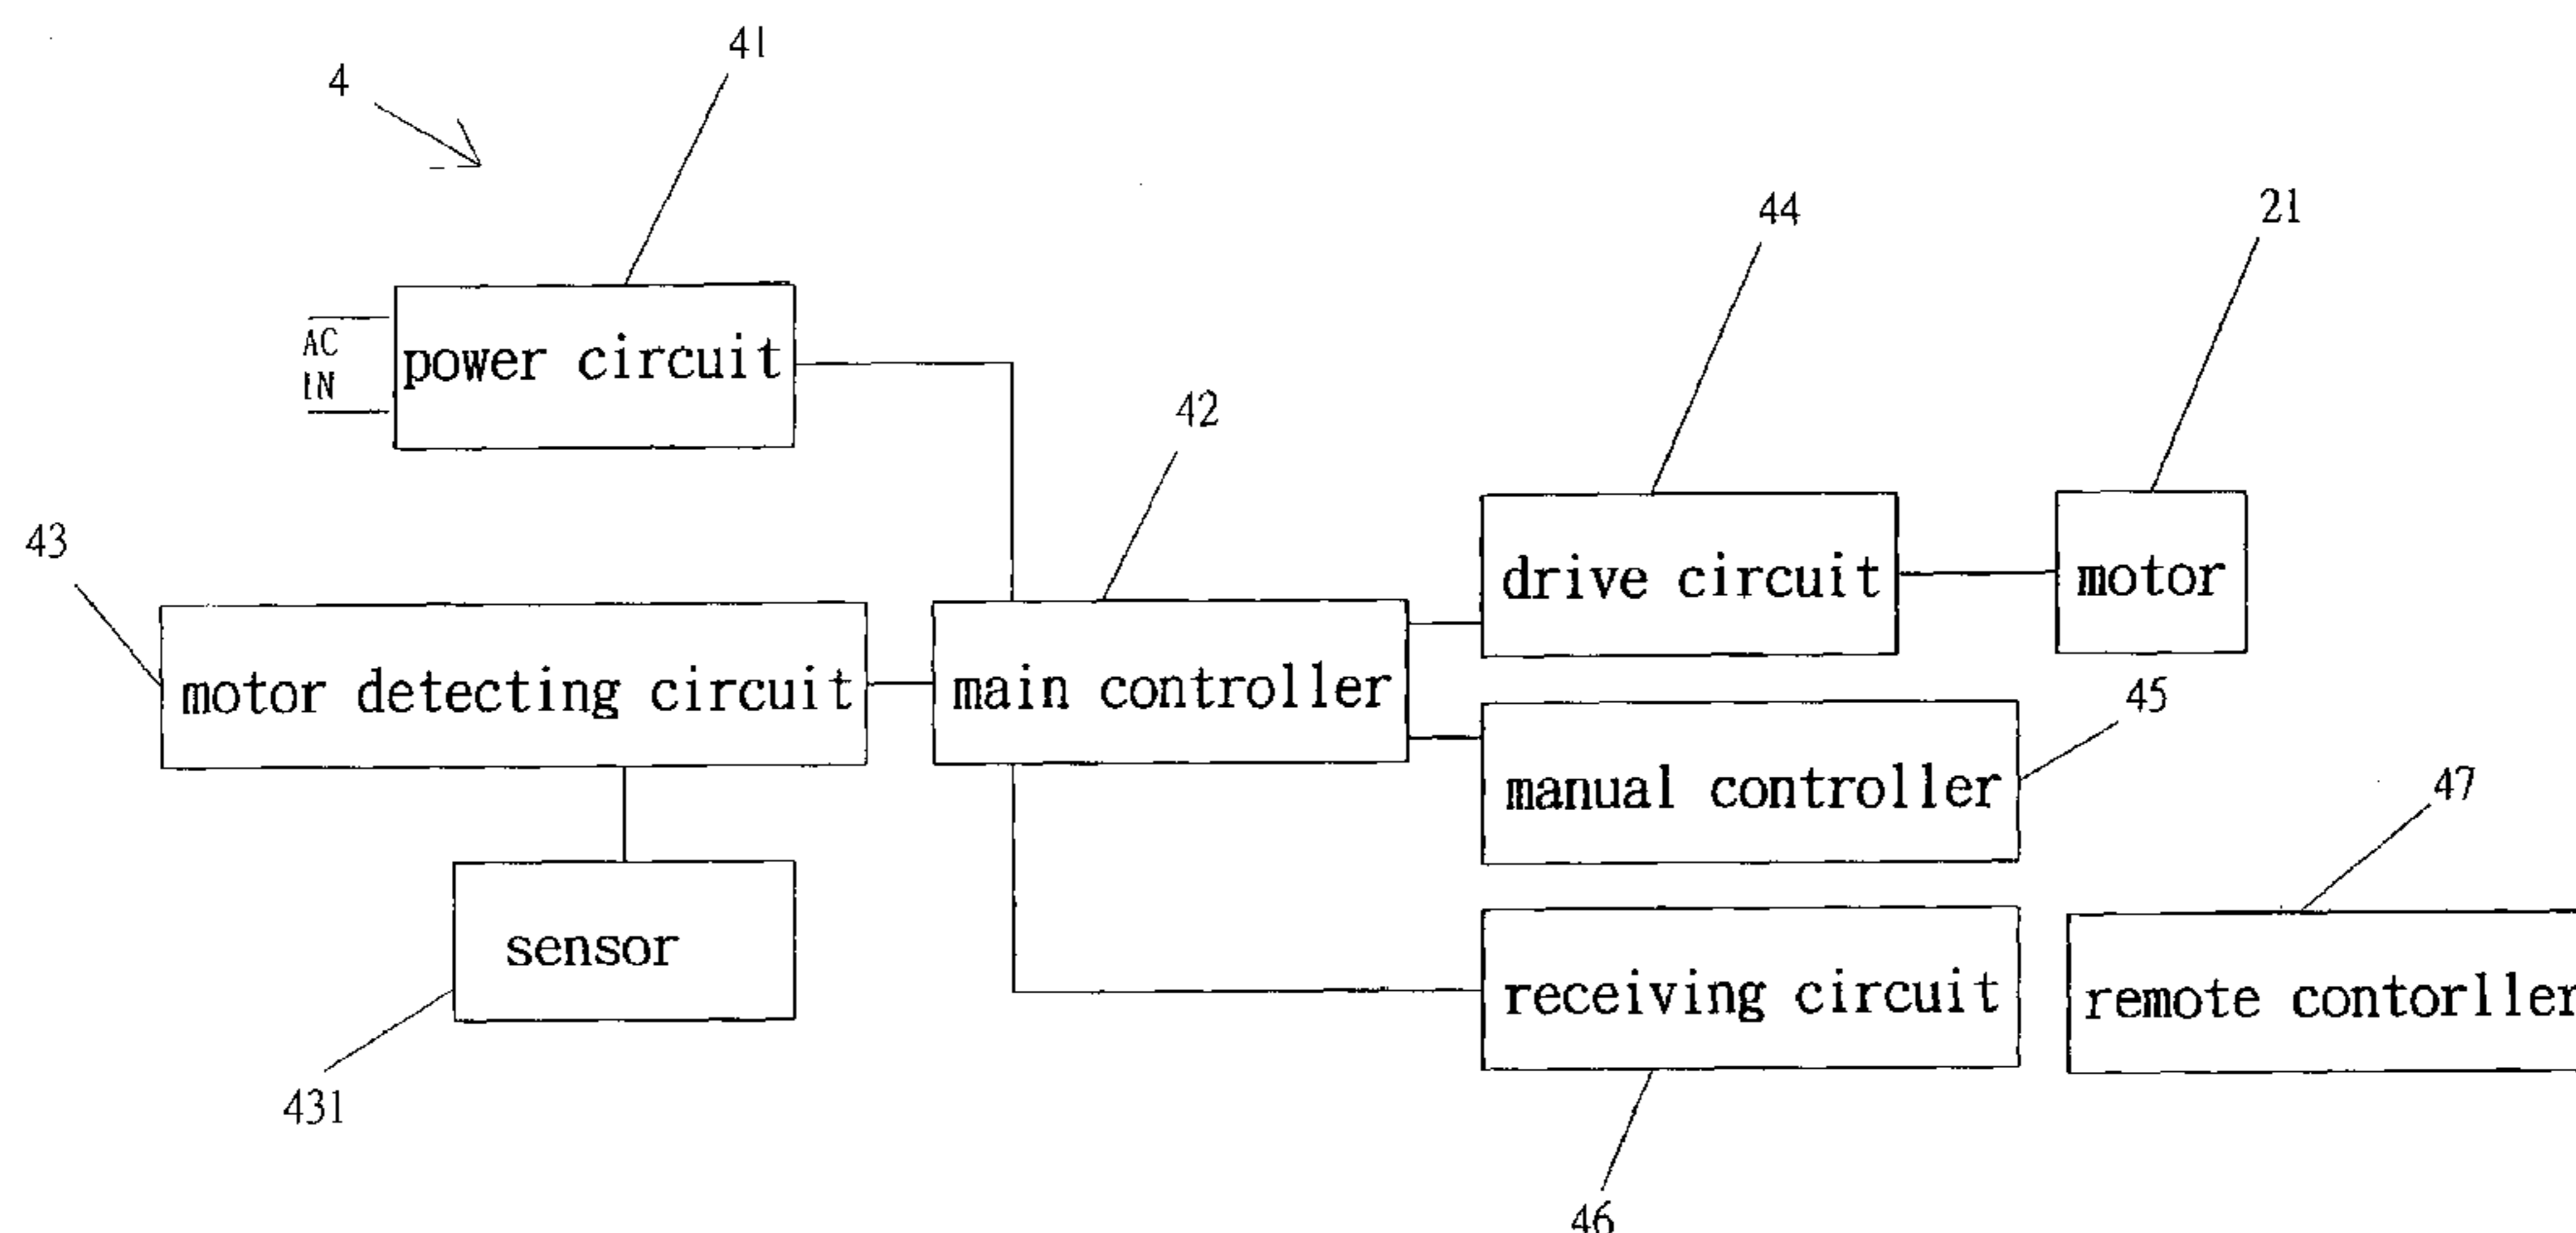 41
4
44
21
AC
IN
power circuit
42
43
drive circuit
motor
motor detecting circuit
main controller
45
manual controller
47
sensor
receiving circuit
remote contorller
431
46